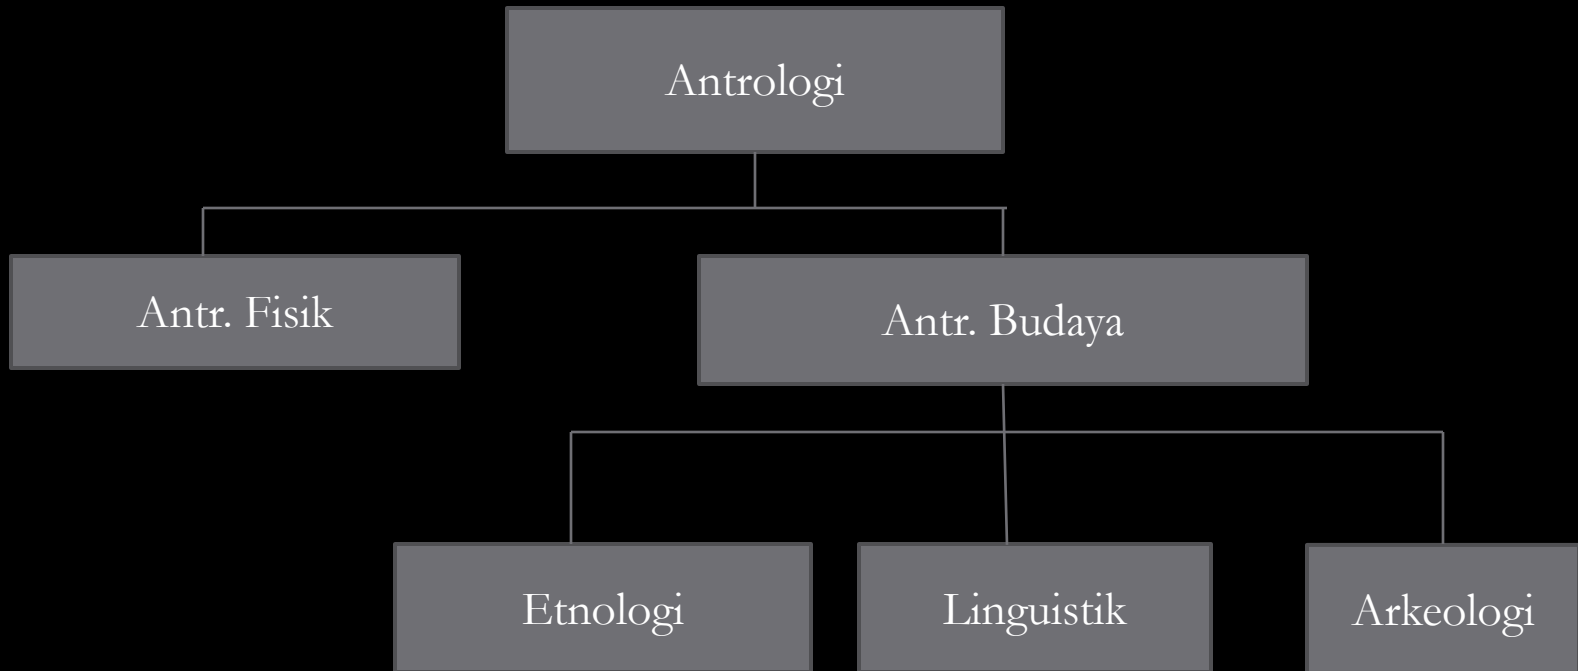 Antrologi
Antr. Fisik
Antr. Budaya
Etnologi
Linguistik
Arkeologi